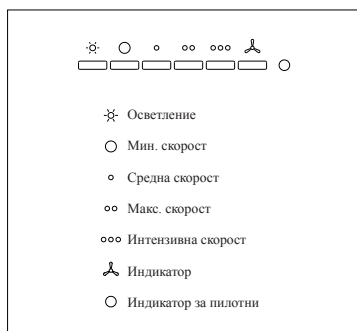 Осветление
Мин. скорост
Средна скорост
Макс. скорост
Интензивна скорост
Индикатор
Индикатор за пилотни